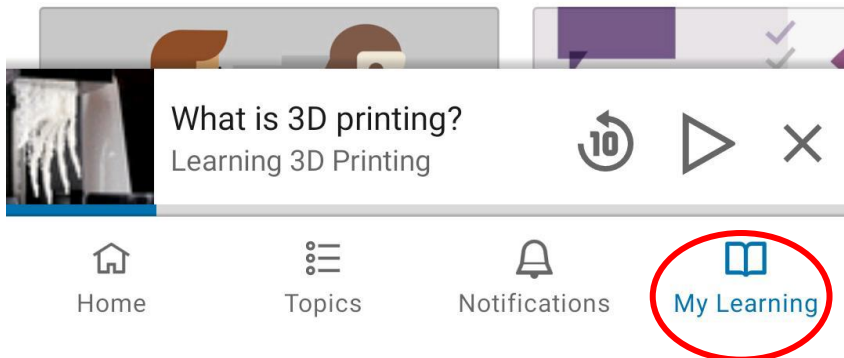 What is 3D printing?
Learning 3D Printing
10
Home Topics Notifications My Learning